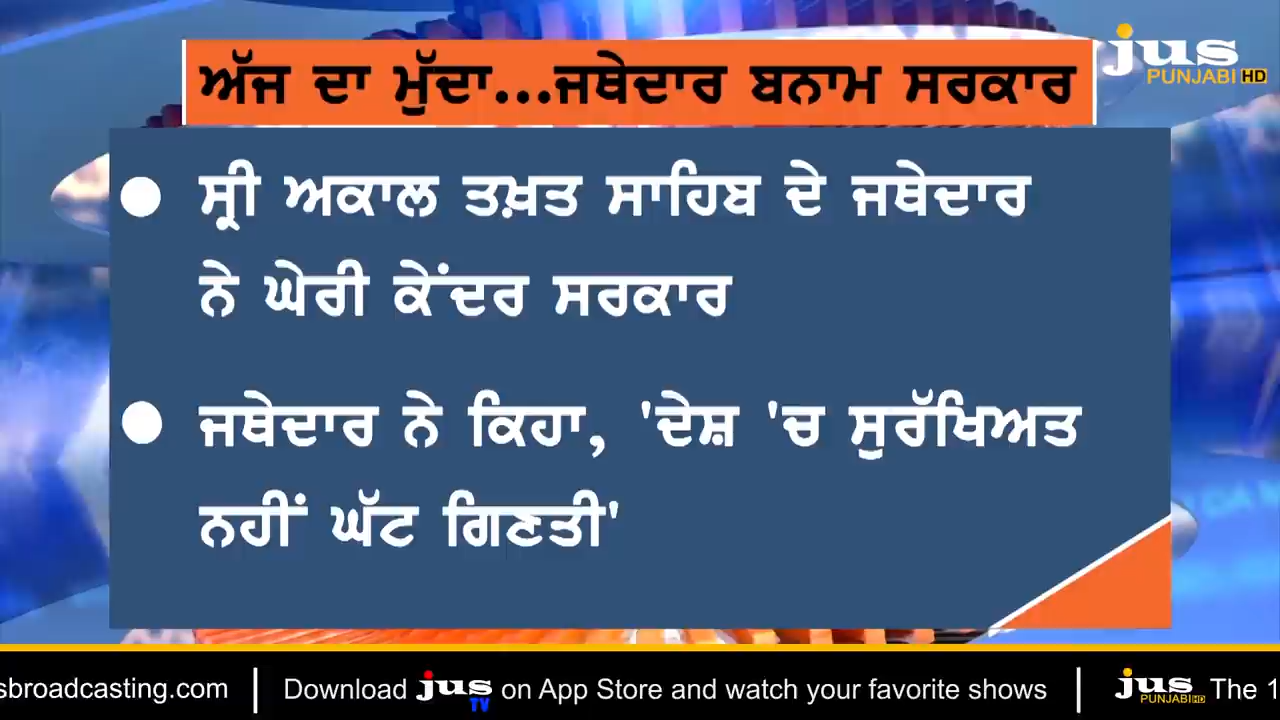 ਅੱਜ ਦਾ ਮੁੱਦਾ...ਜਥੇਦਾਰ ਬਨਾਮ ਸਰਕਾਰ
jus
PUNJABI HD
ਸ੍ਰੀ ਅਕਾਲ ਤਖ਼ਤ ਸਾਹਿਬ ਦੇ ਜਥੇਦਾਰ
ਨੇ ਘੇਰੀ ਕੇਂਦਰ ਸਰਕਾਰ
ਜਥੇਦਾਰ ਨੇ ਕਿਹਾ, 'ਦੇਸ਼ 'ਚ ਸੁਰੱਖਿਅਤ
ਨਹੀਂ ਘੱਟ ਗਿਣਤੀ'
sbroadcasting.com | Download jus TV on App Store and watch your favorite shows | jus PUNJABI HD The 1